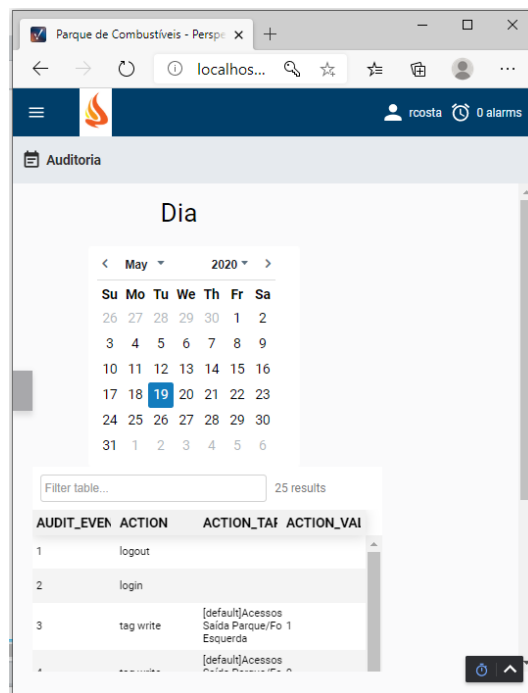 Parque de Combustíveis - Perspe
localhos...
rcosta 0 alarms
Auditoria
Dia
May 2020
Su Mo Tu We Th Fr Sa
26 27 28 29 30 1 2
3 4 5 6 7 8 9
10 11 12 13 14 15 16
17 18 19 20 21 22 23
24 25 26 27 28 29 30
31 1 2 3 4 5 6
Filter table... 25 results
AUDIT_EVEN ACTION ACTION_TAF ACTION_VAL
1 logout
2 login
3 tag write [default]Acessos
Saída Parque/Fo 1
Esquerda
[default]Acessos